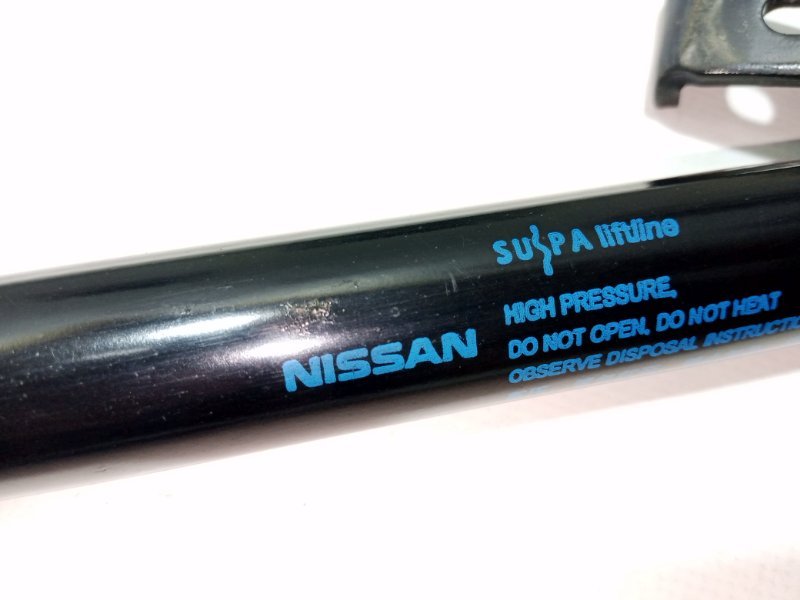 SUSPA liftline
HIGH PRESSURE,
NISSAN
DO NOT OPEN, DO NOT HEAT
OBSERVE DISPOSAL